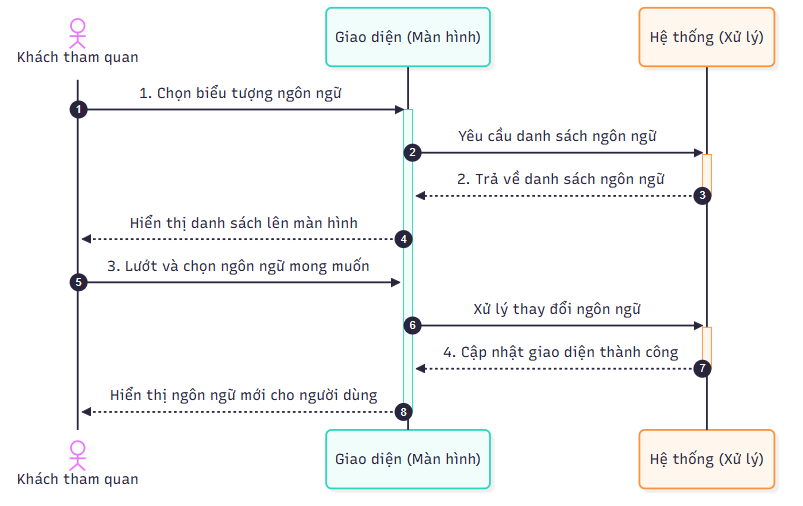 Khách tham quan
Giao diện (Màn hình)
Hệ thống (Xử lý)
1
1. Chọn biểu tượng ngôn ngữ
2
Yêu cầu danh sách ngôn ngữ
2. Trả về danh sách ngôn ngữ
3
Hiển thị danh sách lên màn hình
4
5
3. Lướt và chọn ngôn ngữ mong muốn
6
Xử lý thay đổi ngôn ngữ
4. Cập nhật giao diện thành công
7
Hiển thị ngôn ngữ mới cho người dùng
8
Khách tham quan
Giao diện (Màn hình)
Hệ thống (Xử lý)